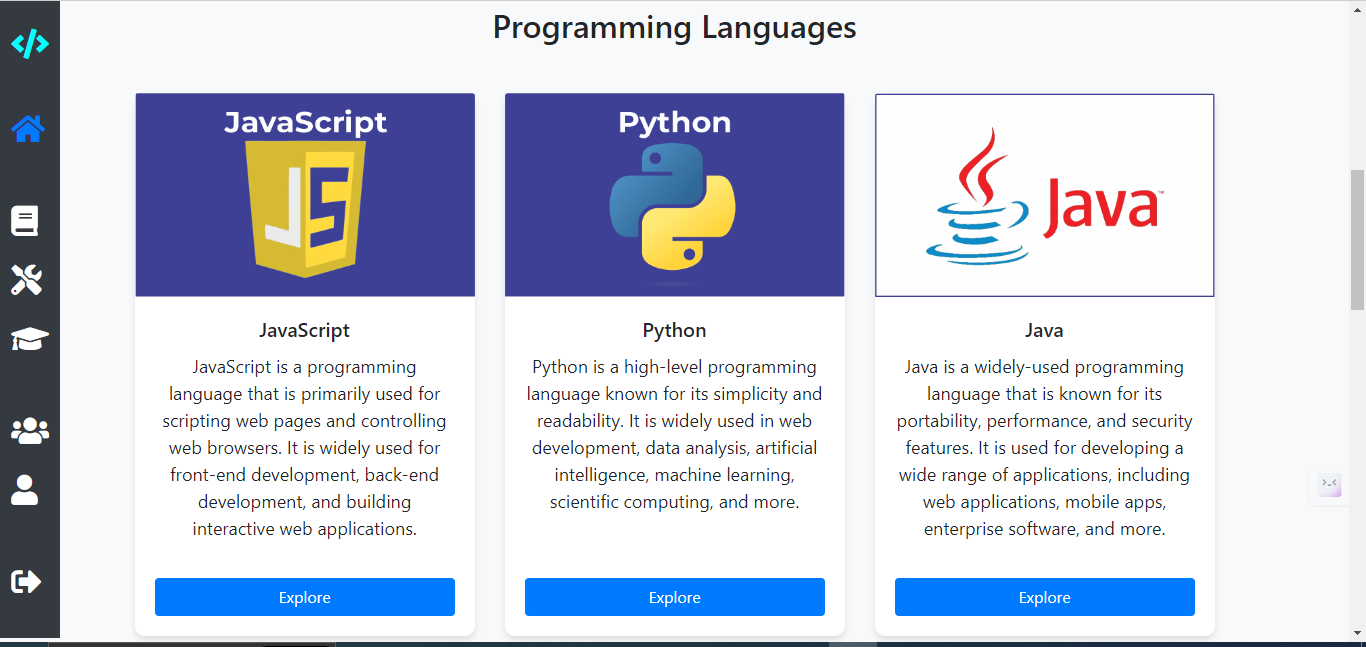 Programming Languages
JavaScript
JS
JavaScript
JavaScript is a programming
language that is primarily used for
scripting web pages and controlling
web browsers. It is widely used for
front-end development, back-end
development, and building
interactive web applications.
Explore
Python
Python
Python is a high-level programming
language known for its simplicity and
readability. It is widely used in web
development, data analysis, artificial
intelligence, machine learning,
scientific computing, and more.
Explore
Java™
Java
Java is a widely-used programming
language that is known for its
portability, performance, and security
features. It is used for developing a
wide range of applications, including
web applications, mobile apps,
enterprise software, and more.
Explore